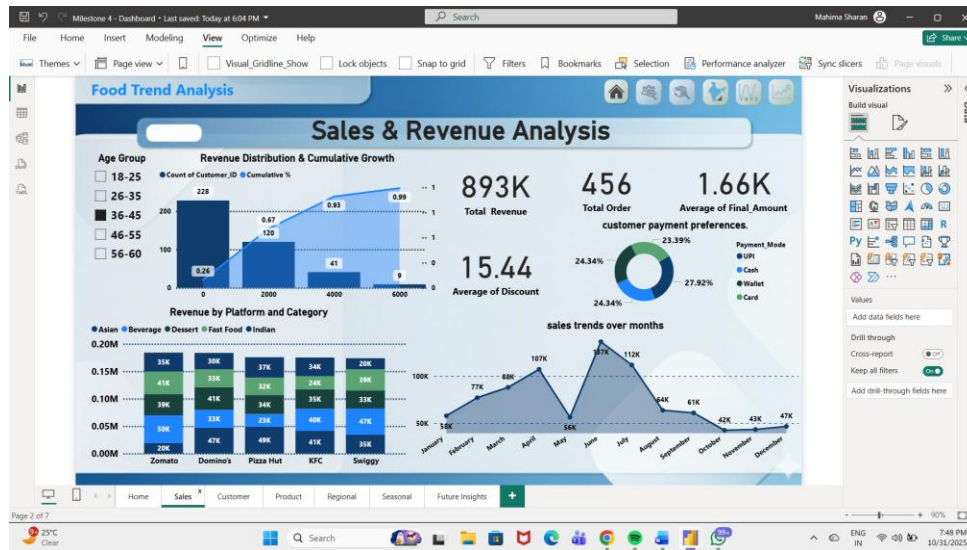 Milestone 4 - Dashboard • Last saved: Today at 6:04 PM
Search
Mahima Sharan
File Home Insert Modeling View Optimize Help
Share
Themes Page view Visual_Gridline_Show Lock objects Snap to grid Filters Bookmarks Selection Performance analyzer Sync slicers Page visuals
Food Trend Analysis
Sales & Revenue Analysis
Age Group
18-25
26-35
36-45
46-55
56-60
Revenue Distribution & Cumulative Growth
Count of Customer_ID Cumulative %
228
0.99
0.93
200
0.67
120
100
0.26
41
9
0
1
1
1
0
0
0 2000 4000 6000
893K
Total Revenue
456
Total Order
1.66K
Average of Final_Amount
15.44
Average of Discount
customer payment preferences.
23.39%
24.34%
27.92%
24.34%
Payment_Mode
UPI
Cash
Wallet
Card
Revenue by Platform and Category
Asian Beverage Dessert Fast Food Indian
0.20M
0.15M
0.10M
0.05M
0.00M
35K 30K 37K 34K 20K
41K 33K 32K 24K 39K
39K 41K 34K 35K 33K
50K 33K 23K 40K 47K
20K 47K 49K 41K 35K
Zomato Domino's Pizza Hut KFC Swiggy
sales trends over months
100K
50K
58K
77K
88K
107K
56K
137K
112K
64K
61K
42K
43K
47K
January February March April May June July August September October November December
Visualizations
Build visual
R
Py
Values
Add data fields here
Drill through
Cross-report
Off
Keep all filters
On
Add drill-through fields here
Data
Home Sales Customer Product Regional Seasonal Future Insights
Page 2 of 7
90%
25°C
Clear
Search
99+
ENG
IN
7:48 PM
10/31/2025